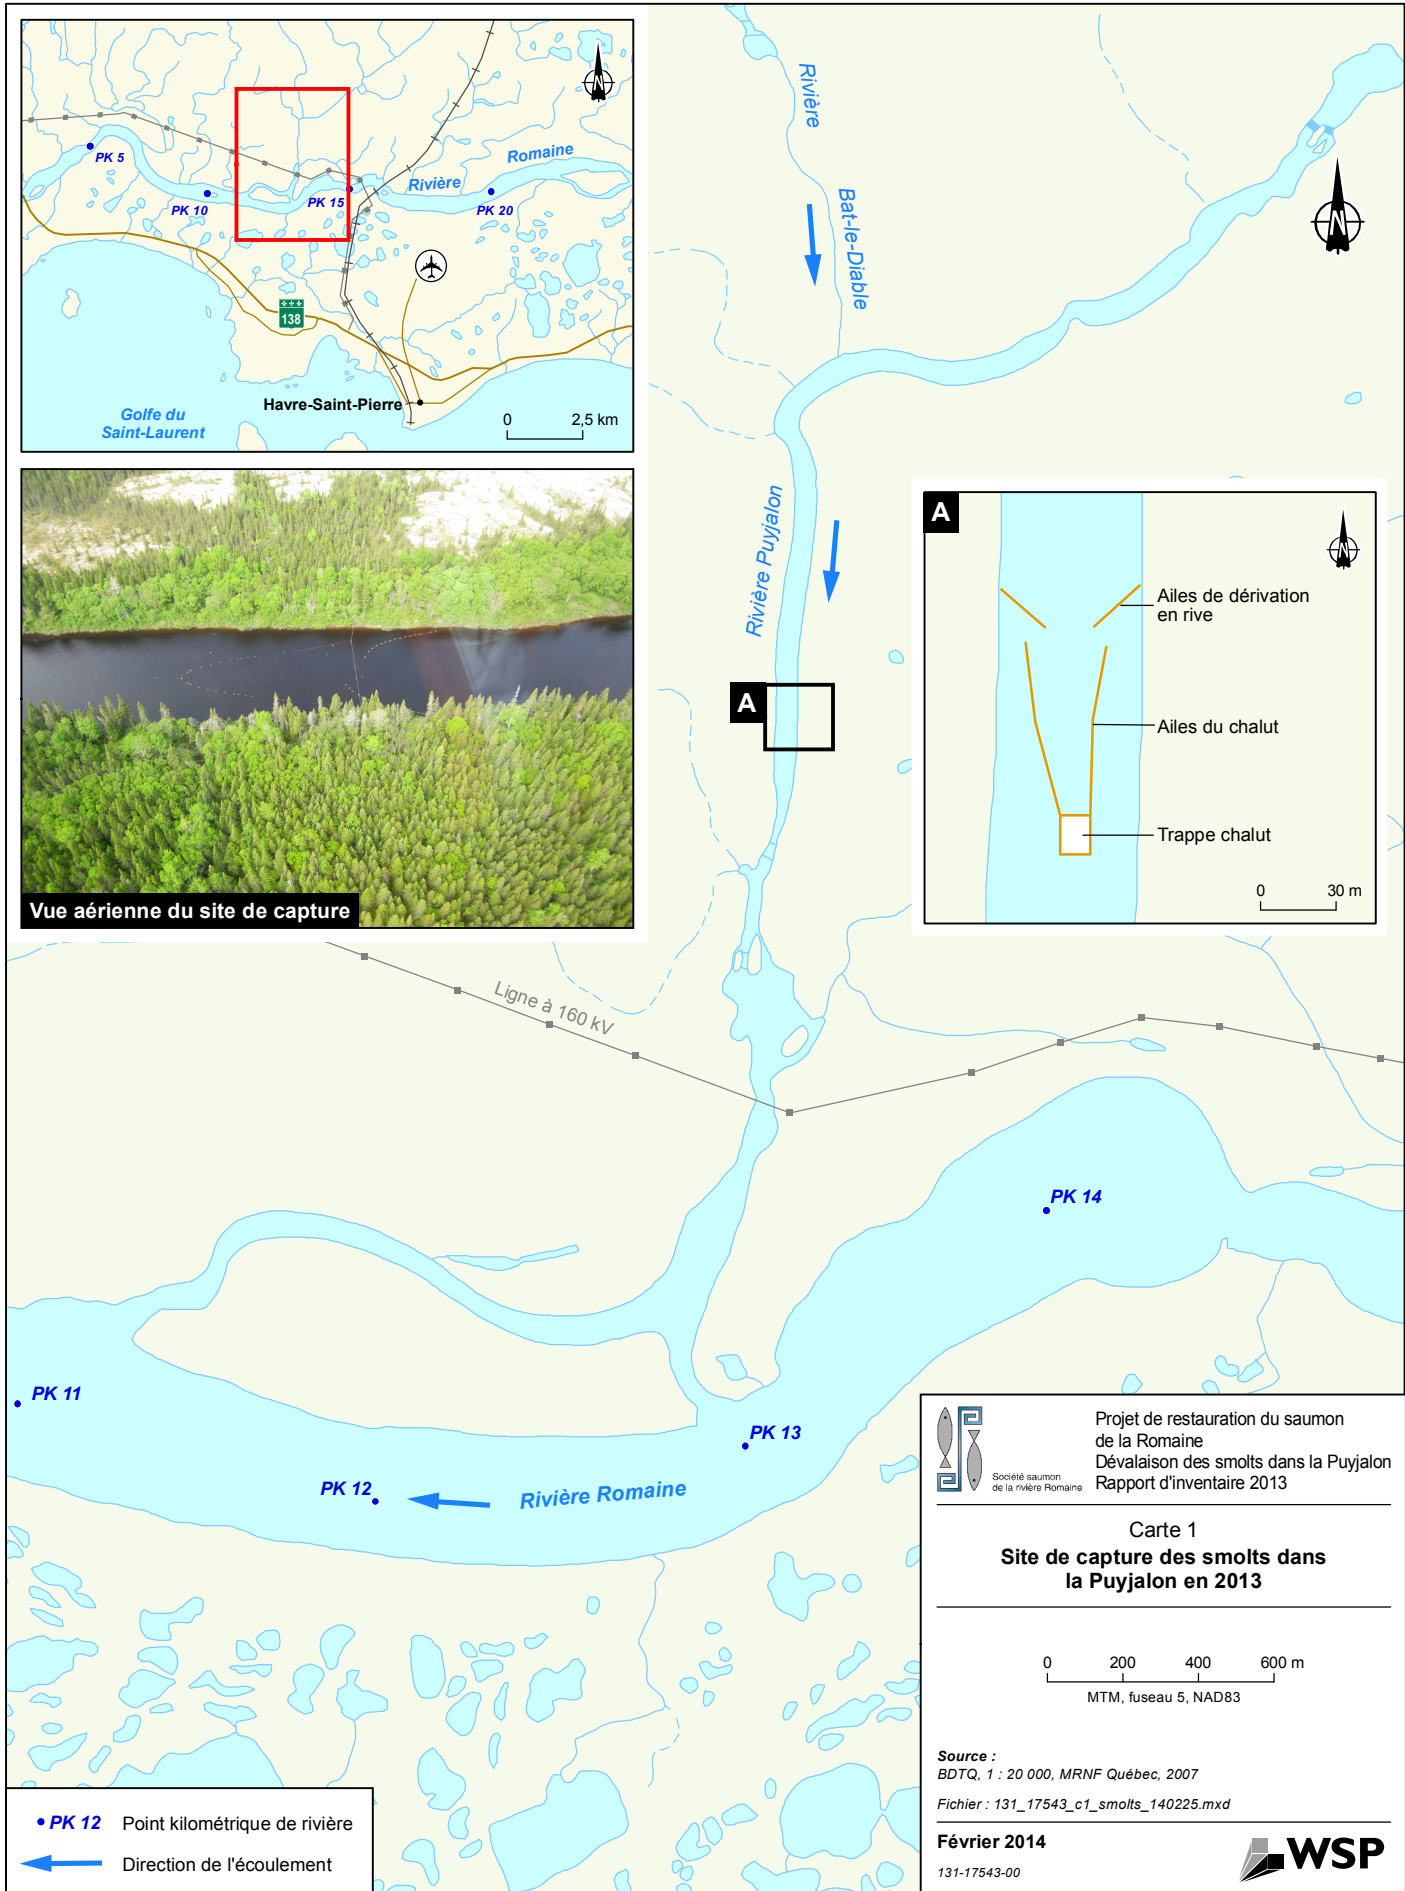 N
PK 5
PK 10
PK 15
PK 20
Rivière
Romaine
138
Havre-Saint-Pierre
Golfe du
Saint-Laurent
0 2,5 km
Vue aérienne du site de capture
Rivière
Bat-le-Diable
N
Rivière Puyjalon
A
A
N
Ailes de dérivation
en rive
Ailes du chalut
Trappe chalut
0 30 m
Ligne à 160 kV
PK 14
PK 11
PK 13
PK 12
Rivière Romaine
Société saumon
de la rivière Romaine
Projet de restauration du saumon
de la Romaine
Dévalaison des smolts dans la Puyjalon
Rapport d'inventaire 2013
Carte 1
Site de capture des smolts dans
la Puyjalon en 2013
0 200 400 600 m
MTM, fuseau 5, NAD83
Source :
BDTQ, 1 : 20 000, MRNF Québec, 2007
Fichier : 131_17543_c1_smolts_140225.mxd
Février 2014
131-17543-00
WSP
PK 12 Point kilométrique de rivière
Direction de l'écoulement